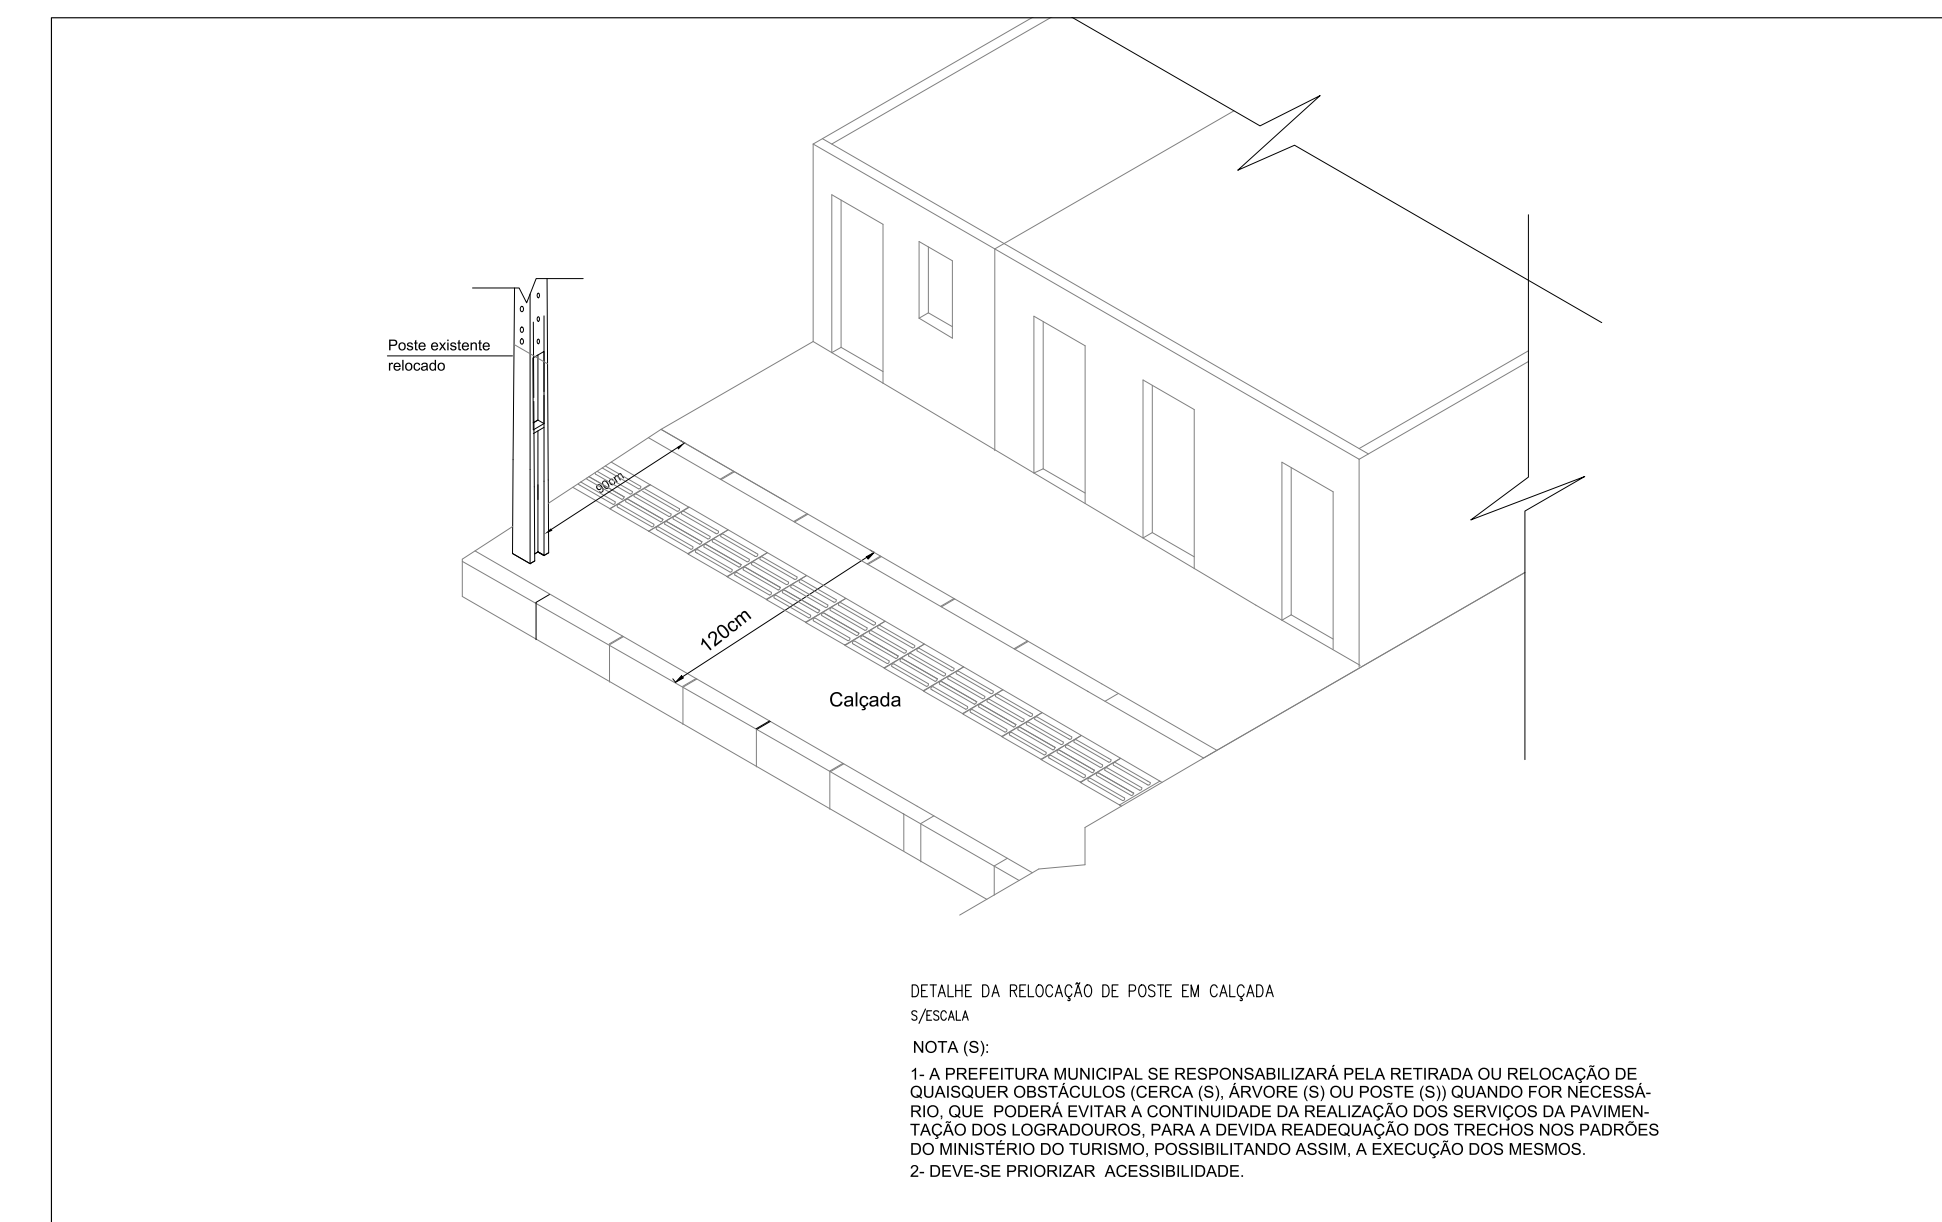 Poste existente
relocado
90cm
120cm
Calçada
DETALHE DA RELOCAÇÃO DE POSTE EM CALÇADA
S/ESCALA
NOTA (S):
1- A PREFEITURA MUNICIPAL SE RESPONSABILIZARÁ PELA RETIRADA OU RELOCAÇÃO DE
QUAISQUER OBSTÁCULOS (CERCA (S), ÁRVORE (S) OU POSTE (S)) QUANDO FOR NECESSÁ-
RIO, QUE PODERÁ EVITAR A CONTINUIDADE DA REALIZAÇÃO DOS SERVIÇOS DA PAVIMEN-
TAÇÃO DOS LOGRADOUROS, PARA A DEVIDA READEQUAÇÃO DOS TRECHOS NOS PADRÕES
DO MINISTÉRIO DO TURISMO, POSSIBILITANDO ASSIM, A EXECUÇÃO DOS MESMOS.
2- DEVE-SE PRIORIZAR ACESSIBILIDADE.